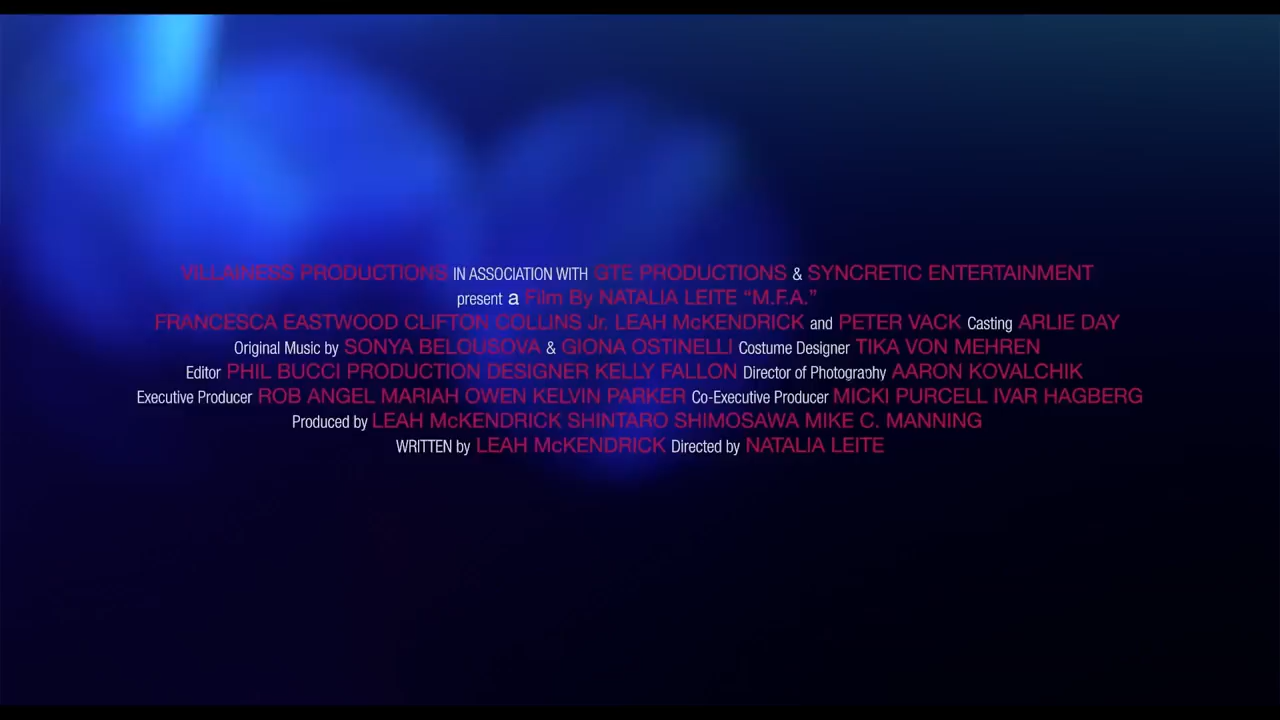 VILLAINESS PRODUCTIONS IN ASSOCIATION WITH GTE PRODUCTIONS & SYNCRETIC ENTERTAINMENT
present a Film By NATALIA LEITE “M.F.A.”
FRANCESCA EASTWOOD CLIFTON COLLINS Jr. LEAH McKENDRICK and PETER VACK Casting ARLIE DAY
Original Music by SONYA BELOUSOVA & GIONA OSTINELLI Costume Designer TIKA VON MEHREN
Editor PHIL BUCCI PRODUCTION DESIGNER KELLY FALLON Director of Photography AARON KOVALCHIK
Executive Producer ROB ANGEL MARIAH OWEN KELVIN PARKER Co-Executive Producer MICKI PURCELL IVAR HAGBERG
Produced by LEAH McKENDRICK SHINTARO SHIMOSAWA MIKE C. MANNING
WRITTEN by LEAH McKENDRICK Directed by NATALIA LEITE